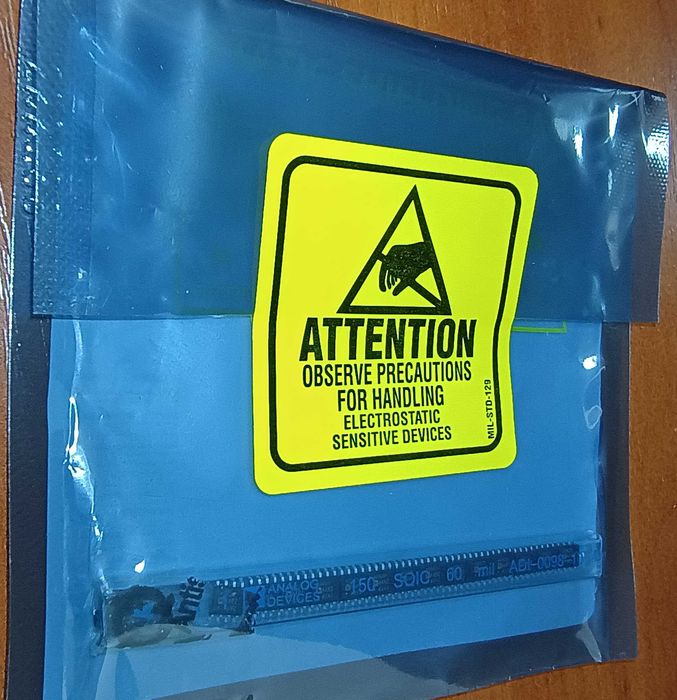 ATTENTION
OBSERVE PRECAUTIONS
FOR HANDLING
ELECTROSTATIC
SENSITIVE DEVICES
MIL-STD-129
ANALOG
DEVICES
150
SOIC
60
mil